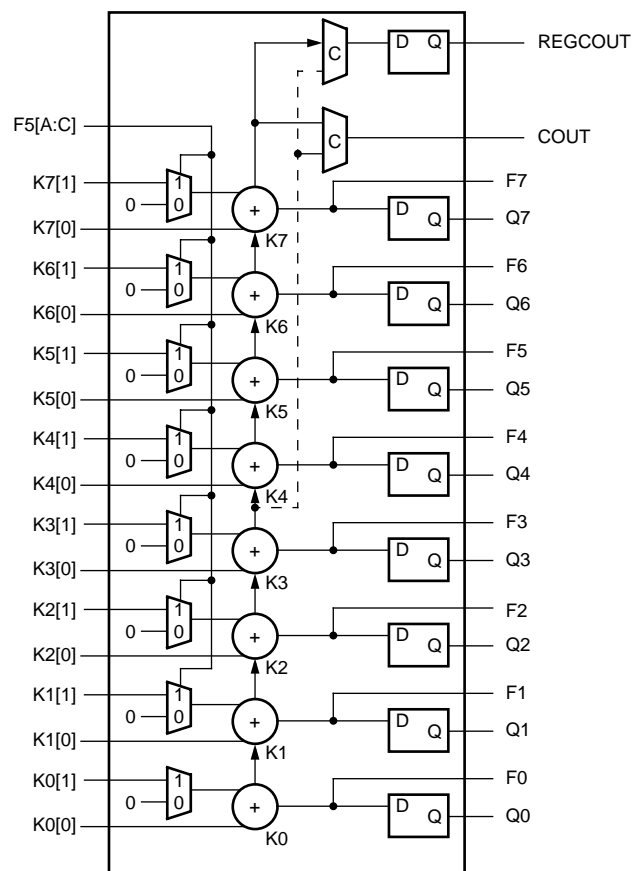 D Q REGCOUT
C
F5[A:C]
COUT
C
K7[1] 1 F7
0 0 D Q Q7
K7[0] + K7
K6[1] 1 F6
0 0 D Q Q6
K6[0] + K6
K5[1] 1 F5
0 0 D Q Q5
K5[0] + K5
K4[1] 1 F4
0 0 D Q Q4
K4[0] + K4
K3[1] 1 F3
0 0 D Q Q3
K3[0] + K3
K2[1] 1 F2
0 0 D Q Q2
K2[0] + K2
K1[1] 1 F1
0 0 D Q Q1
K1[0] + K1
K0[1] 1 F0
0 0 D Q Q0
K0[0] + K0